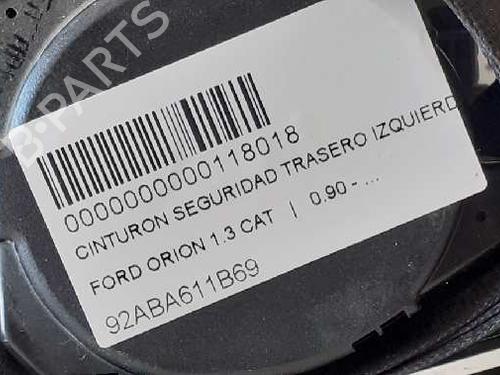 B-PARTS
0000000000118018
CINTURON SEGURIDAD TRASERO IZQUIERD
FORD ORION 1.3 CAT | 0.90 - ...
92ABA611B69